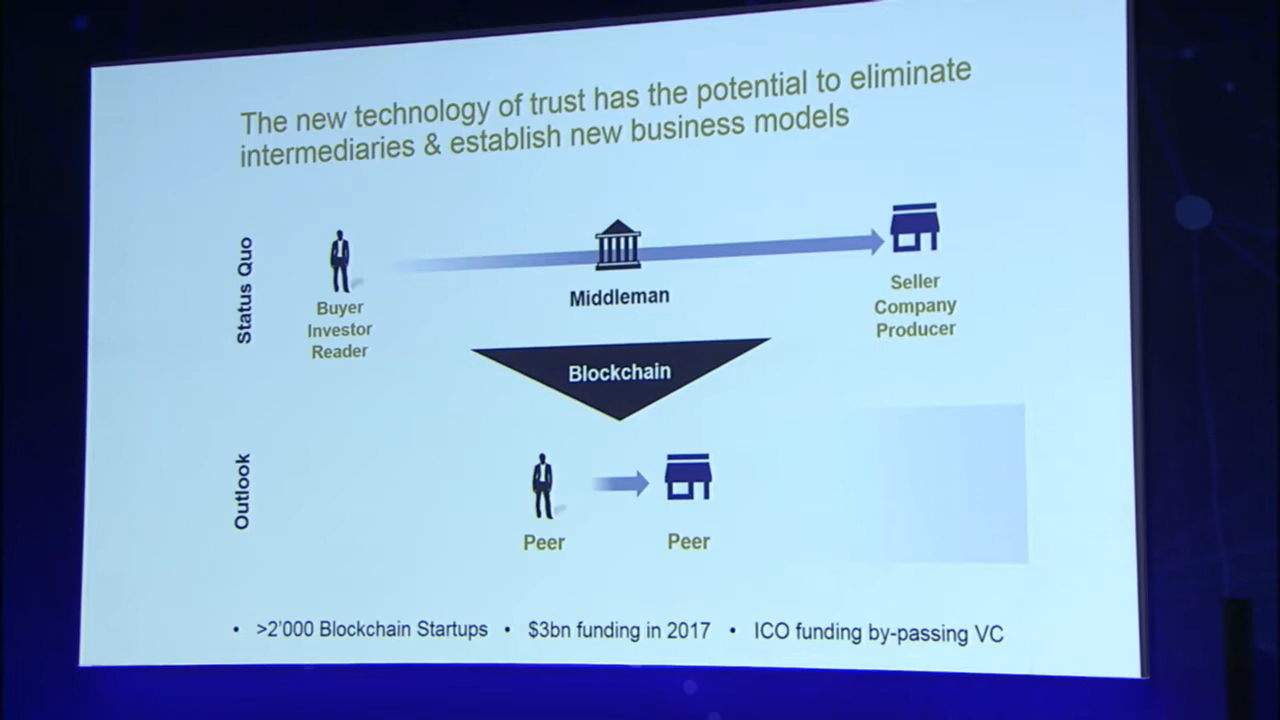 The new technology of trust has the potential to eliminate
intermediaries & establish new business models
Status Quo
Buyer
Investor
Reader
Middleman
Seller
Company
Producer
Blockchain
Outlook
Peer
Peer
• >2'000 Blockchain Startups • $3bn funding in 2017 • ICO funding by-passing VC